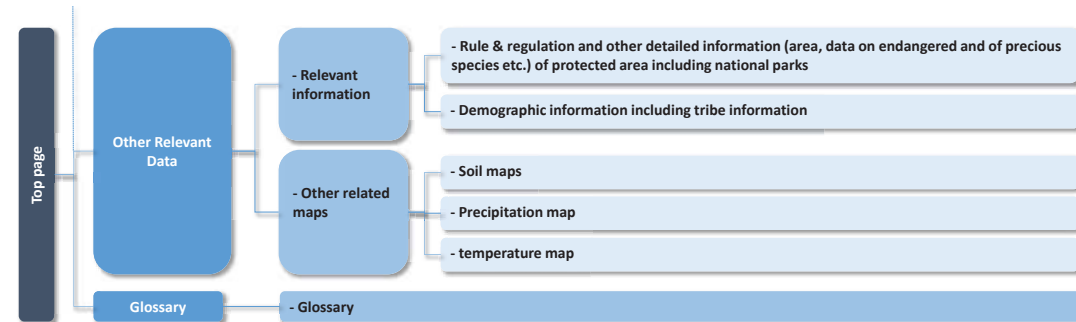 Top page
Other Relevant
Data
- Relevant
information
- Rule & regulation and other detailed information (area, data on endangered and of precious
species etc.) of protected area including national parks
- Demographic information including tribe information
- Other related
maps
- Soil maps
- Precipitation map
- temperature map
Glossary
- Glossary